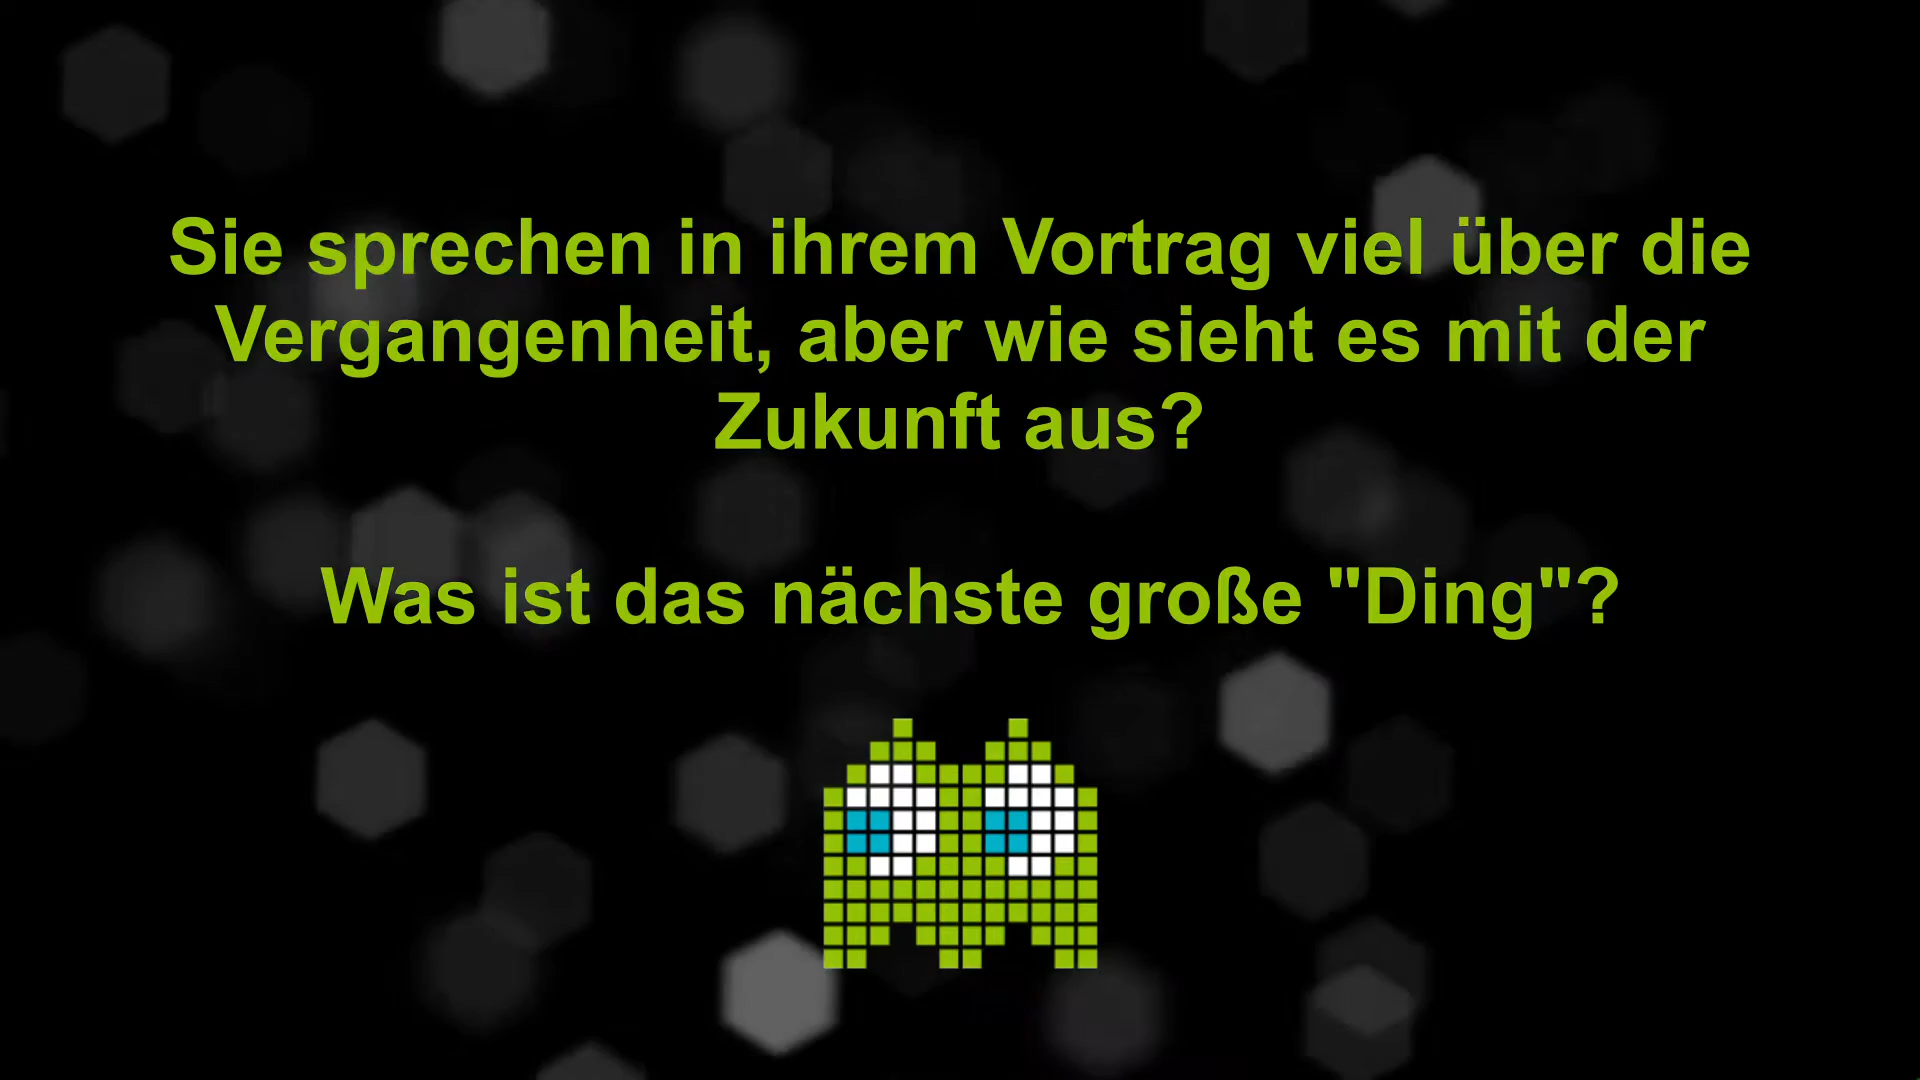 Sie sprechen in ihrem Vortrag viel über die
Vergangenheit, aber wie sieht es mit der
Zukunft aus?
Was ist das nächste große "Ding"?